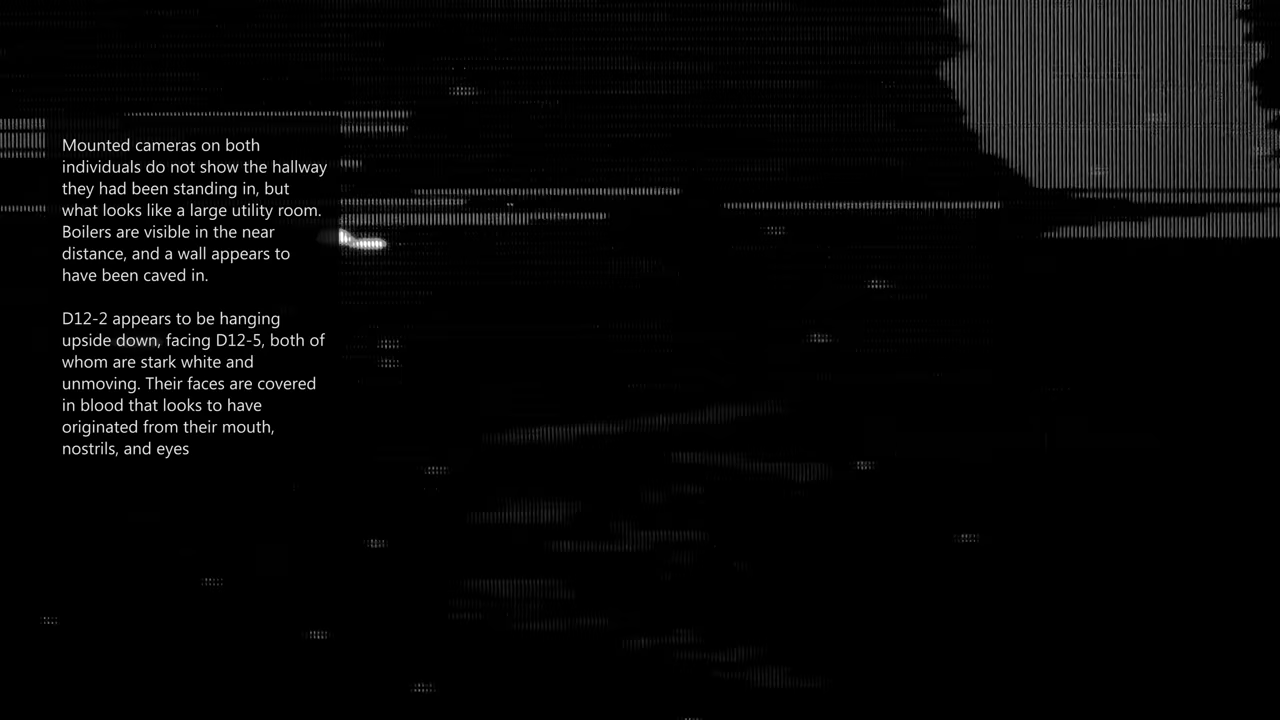 Mounted cameras on both
individuals do not show the hallway
they had been standing in, but
what looks like a large utility room.
Boilers are visible in the near
distance, and a wall appears to
have been caved in.
D12-2 appears to be hanging
upside down, facing D12-5, both of
whom are stark white and
unmoving. Their faces are covered
in blood that looks to have
originated from their mouth,
nostrils, and eyes